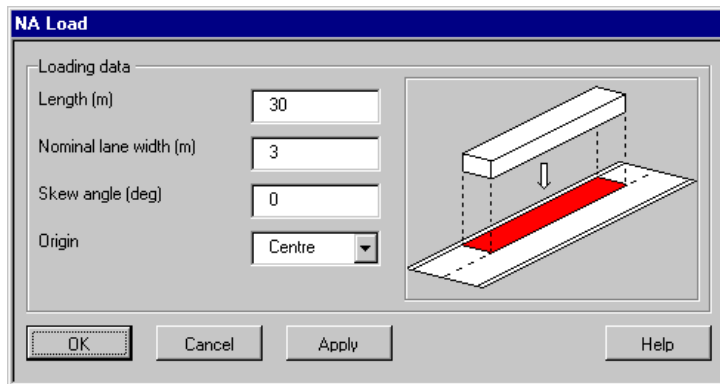 NA Load
Loading data
Length (m) 30
Nominal lane width (m) 3
Skew angle (deg) 0
Origin Centre
OK Cancel Apply Help